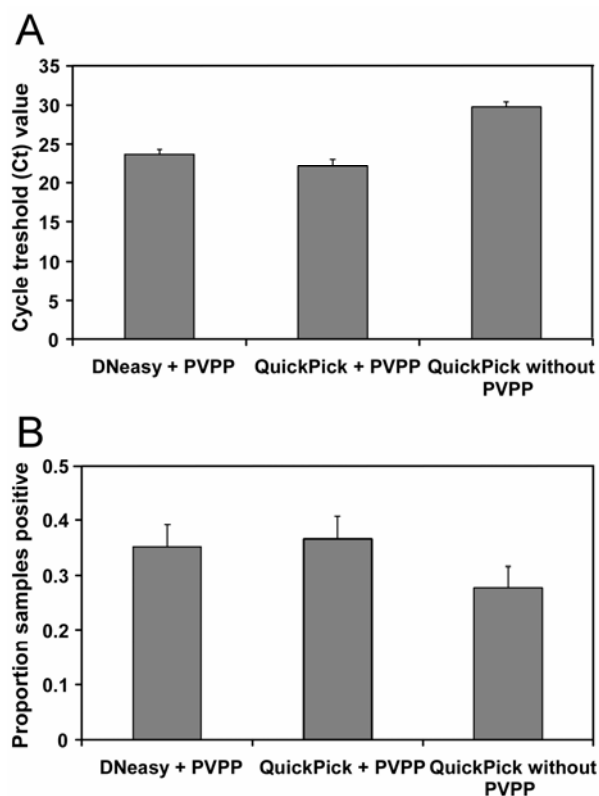 A
Cycle treshold (Ct) value
35
30
25
20
15
10
5
0
DNeasy + PVPP
QuickPick + PVPP
QuickPick without
PVPP
B
Proportion samples positive
0.5
0.4
0.3
0.2
0.1
0
DNeasy + PVPP
QuickPick + PVPP
QuickPick without
PVPP